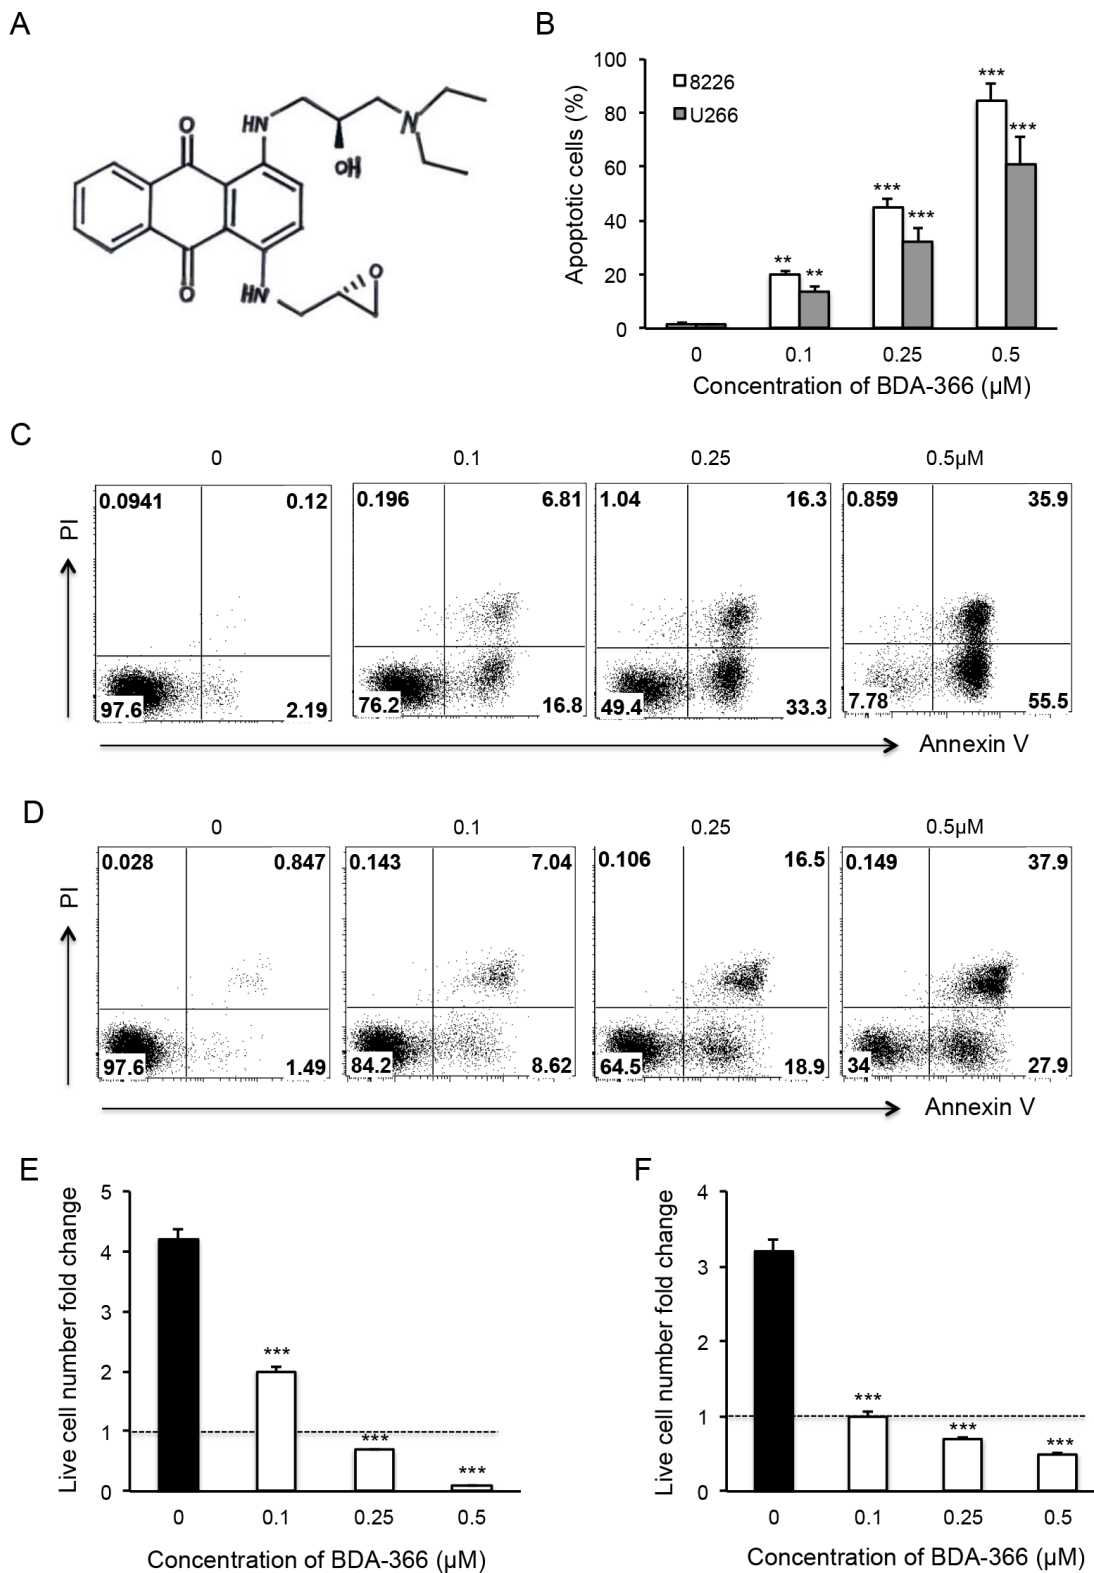 A
O
HN
OH
N
O
HN
O
B
Apoptotic cells (%)
100
80
60
40
20
0
8226
U266
**
**
***
***
***
***
0 0.1 0.25 0.5
Concentration of BDA-366 (µM)
C
0 0.1 0.25 0.5µM
PI
0.0941 0.12 0.196 6.81 1.04 16.3 0.859 35.9
97.6 2.19 76.2 16.8 49.4 33.3 7.78 55.5
Annexin V
D
0 0.1 0.25 0.5µM
PI
0.028 0.847 0.143 7.04 0.106 16.5 0.149 37.9
97.6 1.49 84.2 8.62 64.5 18.9 34 27.9
Annexin V
E
Live cell number fold change
5
4
3
2
1
0
***
***
***
0 0.1 0.25 0.5
Concentration of BDA-366 (µM)
F
Live cell number fold change
4
3
2
1
0
***
***
***
0 0.1 0.25 0.5
Concentration of BDA-366 (µM)